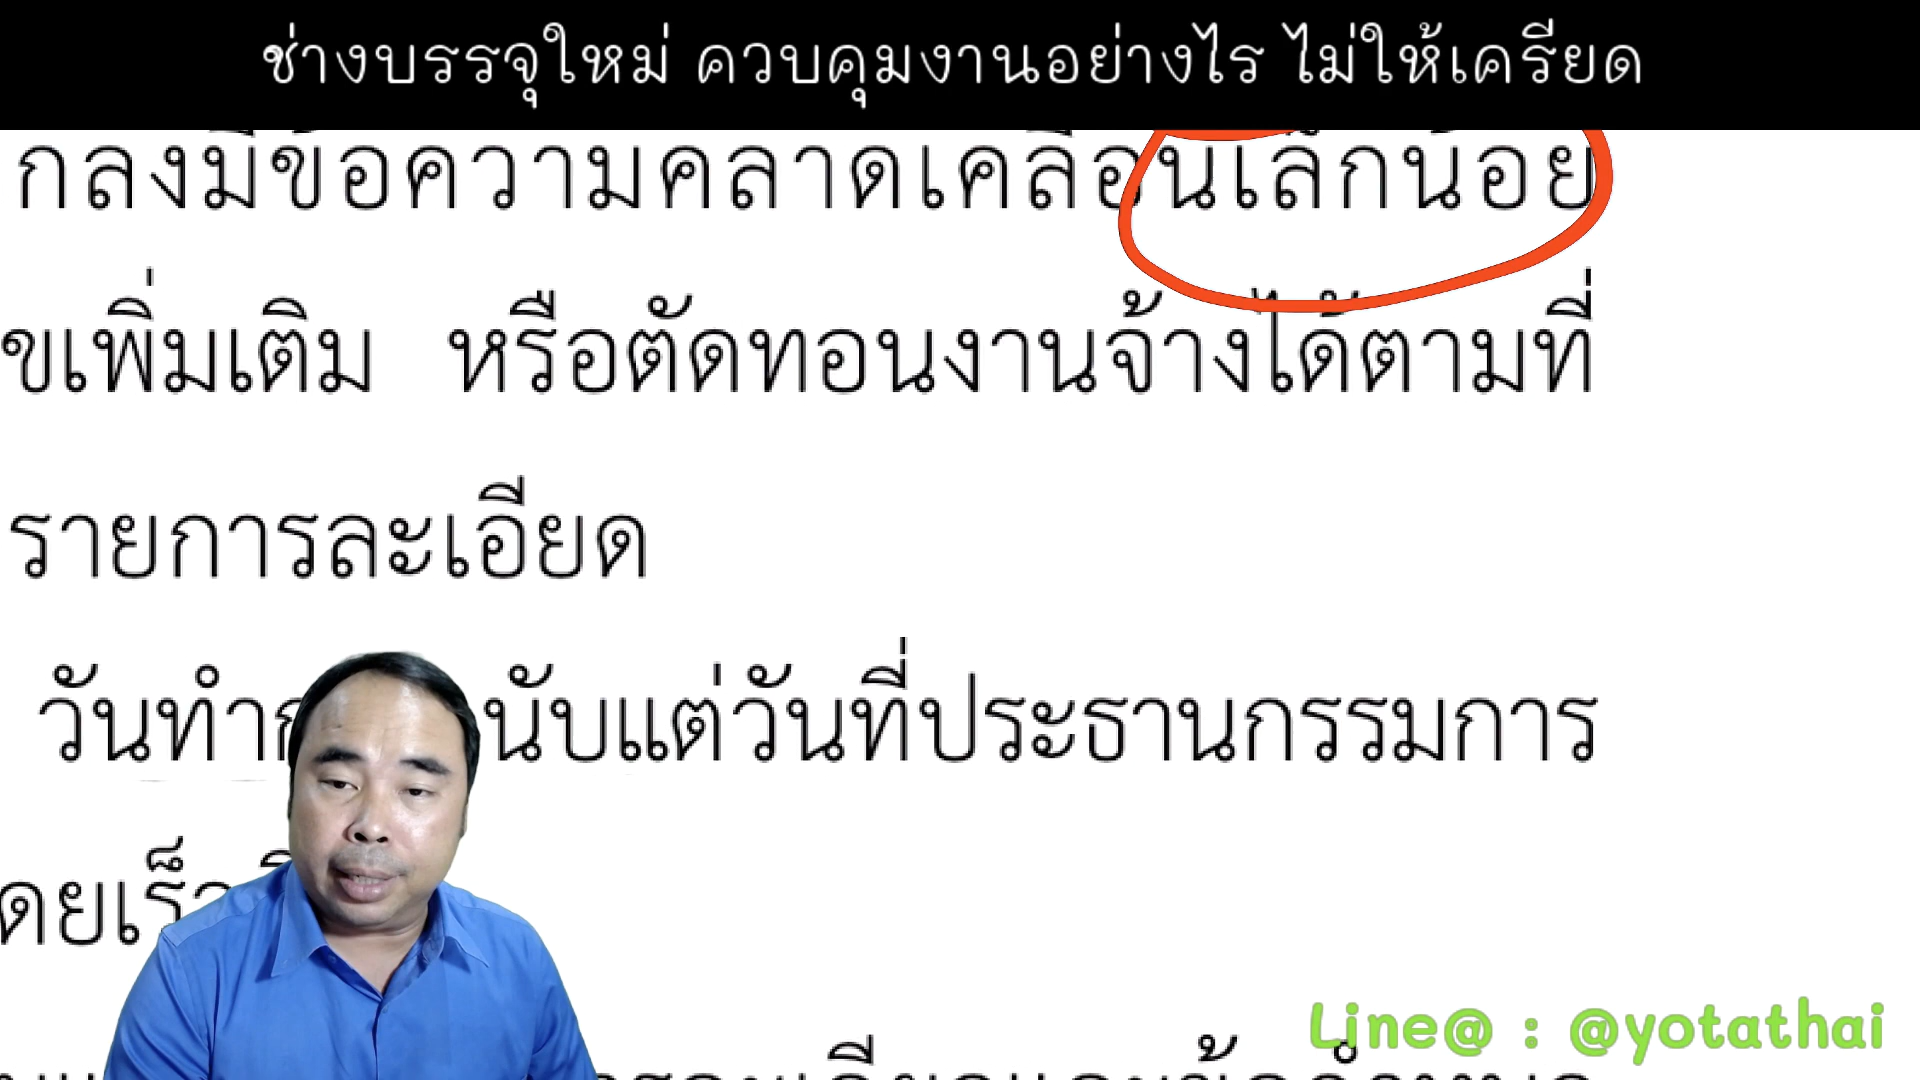 ช่างบรรจุใหม่ ควบคุมงานอย่างไร ไม่ให้เครียด
กลงมีข้อความคลาดเคลื่อนเล็กน้อย
ขเพิ่มเติม หรือตัดทอนงานจ้างได้ตามที่
รายการละเอียด
วันทำก นับแต่วันที่ประธานกรรมการ
ดยเร็ว
Line@ : @yotathai